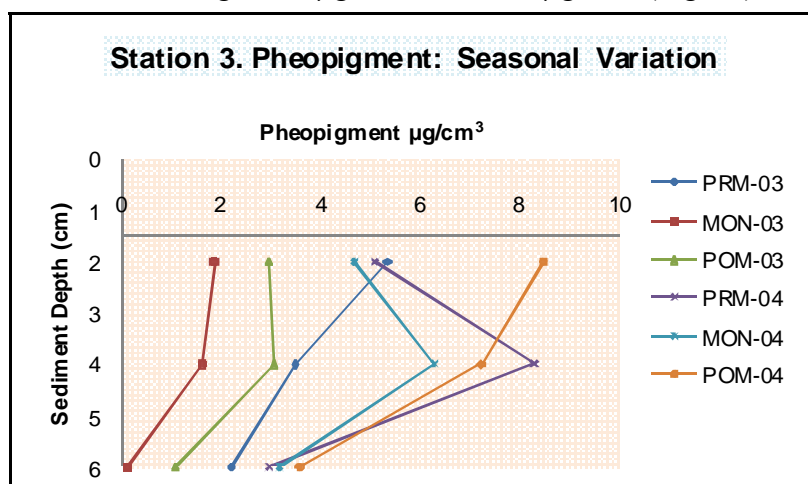 Station 3. Pheopigment: Seasonal Variation
Pheopigment µg/cm³
0 2 4 6 8 10
Sediment Depth (cm)
0
1
2
3
4
5
6
PRM-03
MON-03
POM-03
PRM-04
MON-04
POM-04